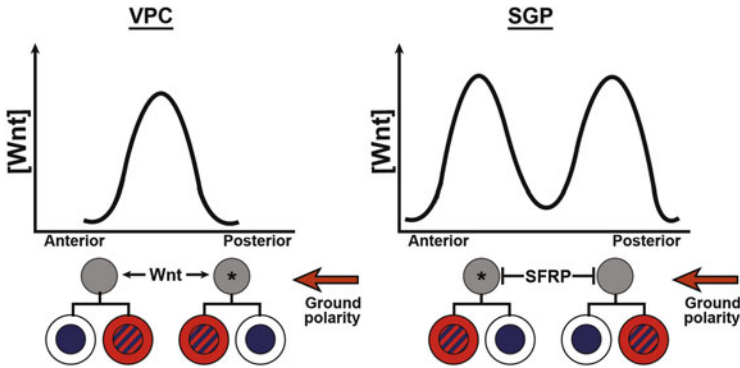 VPC
[Wnt]
Anterior
Posterior
Wnt
*
Ground
polarity
SGP
[Wnt]
Anterior
Posterior
*
SFRP
Ground
polarity